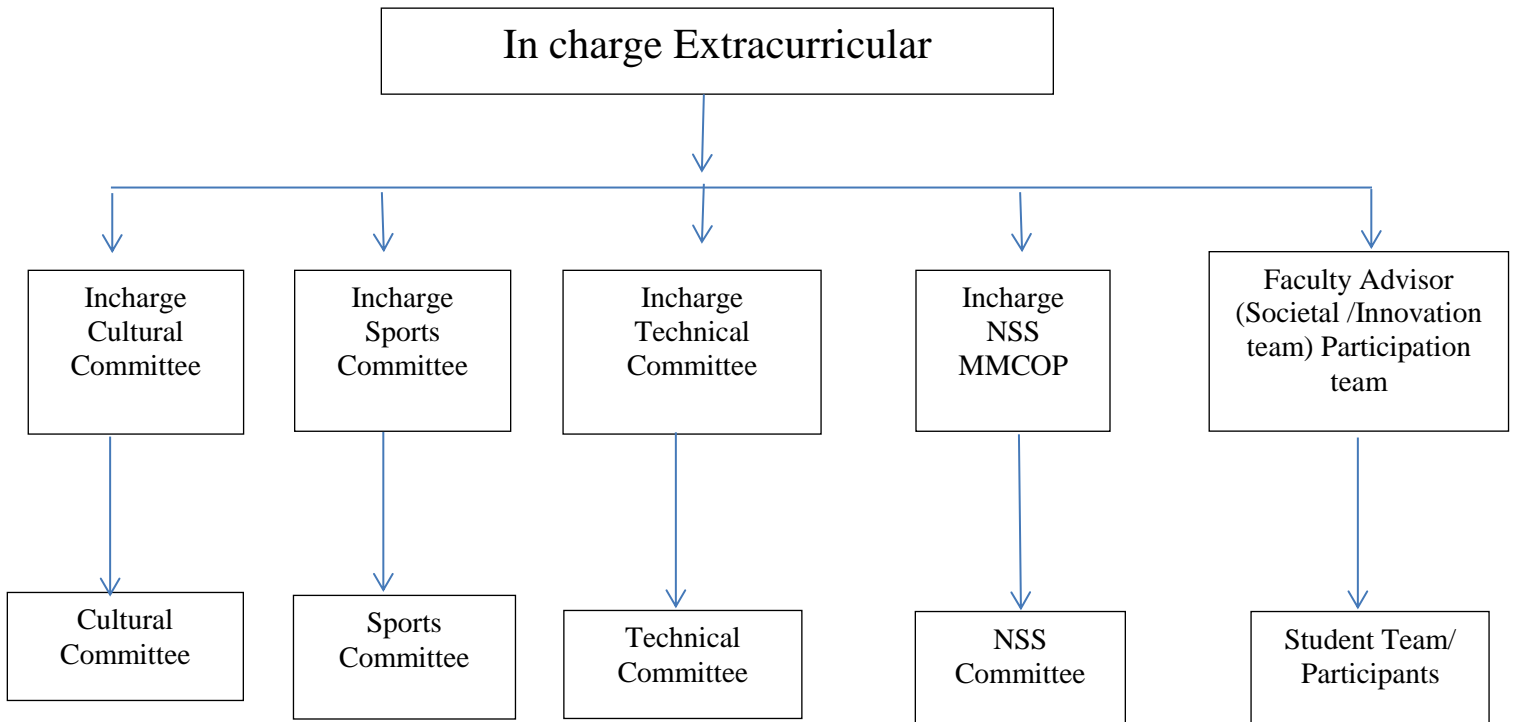 In charge Extracurricular
Incharge
Cultural
Committee
Incharge
Sports
Committee
Incharge
Technical
Committee
Incharge
NSS
MMCOP
Faculty Advisor
(Societal /Innovation
team) Participation
team
Cultural
Committee
Sports
Committee
Technical
Committee
NSS
Committee
Student Team/
Participants